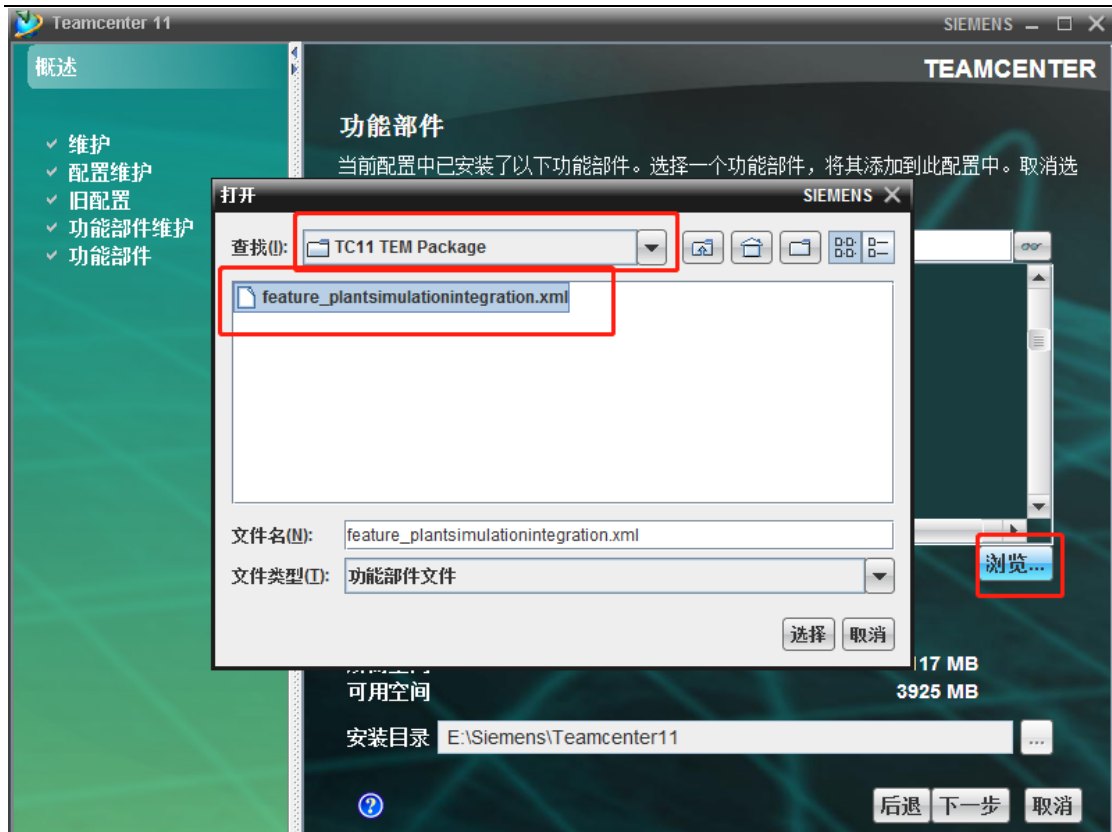 Teamcenter 11
SIEMENS
概述
TEAMCENTER
维护
配置维护
旧配置
功能部件维护
功能部件
功能部件
当前配置中已安装了以下功能部件。选择一个功能部件，将其添加到此配置中。取消选
打开
SIEMENS
查找(I):
TC11 TEM Package
feature_plantsimulationintegration.xml
文件名(N):
feature_plantsimulationintegration.xml
文件类型(T):
功能部件文件
浏览...
选择
取消
17 MB
可用空间
3925 MB
安装目录
E:\Siemens\Teamcenter11
...
后退
下一步
取消